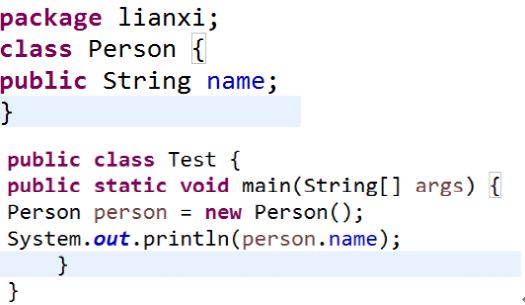 package lianxi;
class Person {
public String name;
}
public class Test {
public static void main(String[] args) {
Person person = new Person();
System.out.println(person.name);
}
}